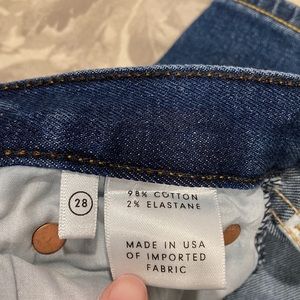 28
98% COTTON
2% ELASTANE
MADE IN USA
OF IMPORTED
FABRIC